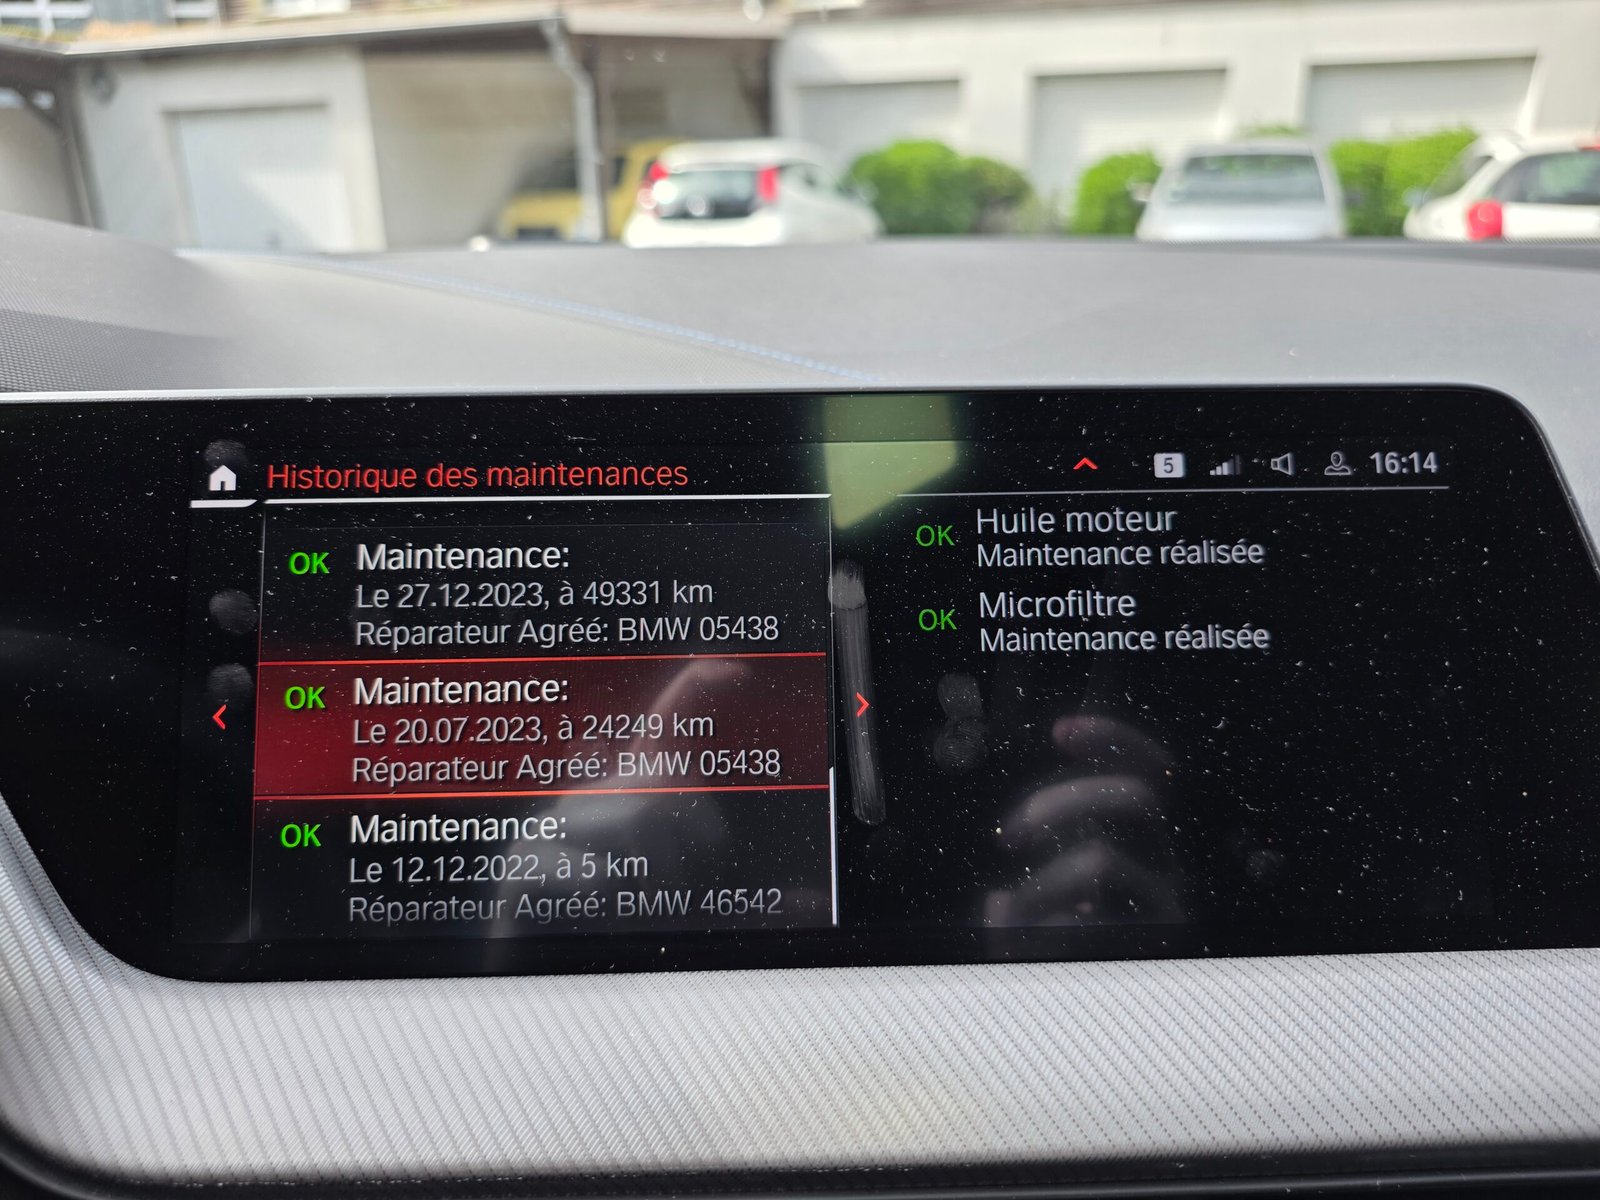 Historique des maintenances
5
16:14
OK Maintenance:
Le 27.12.2023, à 49331 km
Réparateur Agréé: BMW 05438
OK Maintenance:
Le 20.07.2023, à 24249 km
Réparateur Agréé: BMW 05438
OK Maintenance:
Le 12.12.2022, à 5 km
Réparateur Agréé: BMW 46542
OK Huile moteur
Maintenance réalisée
OK Microfiltre
Maintenance réalisée